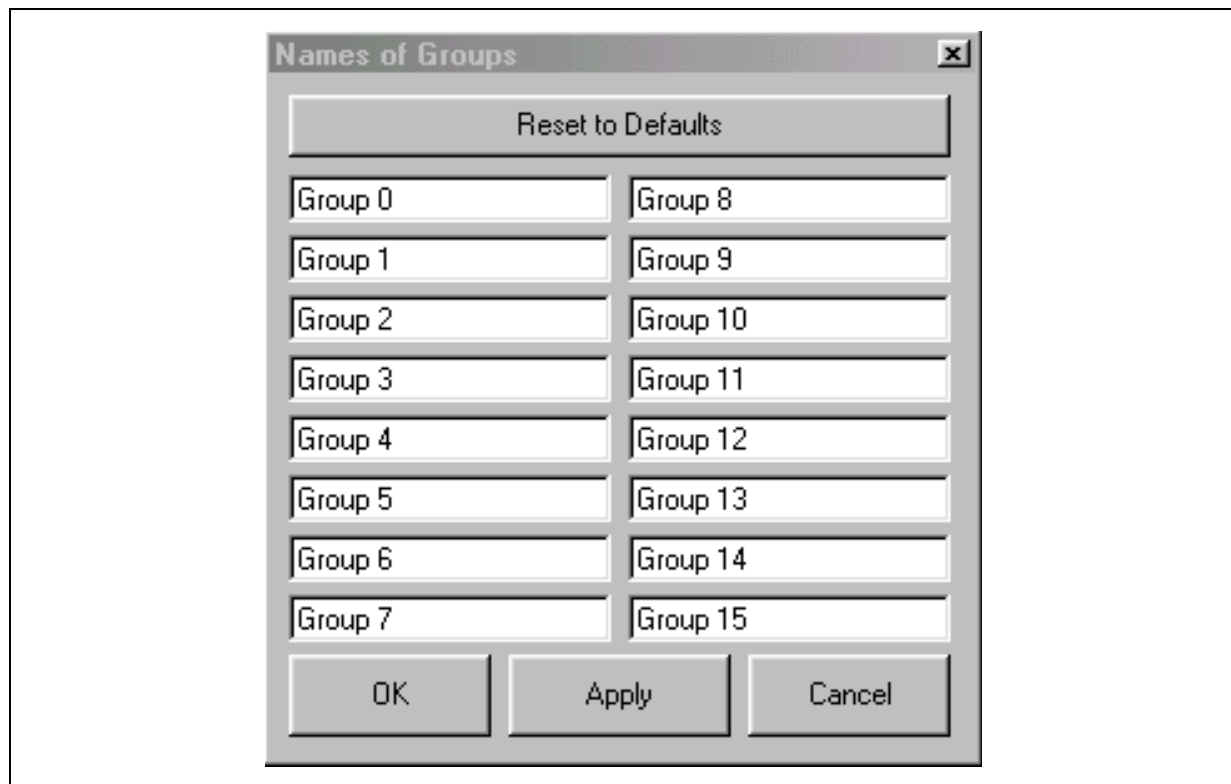 Names of Groups
Reset to Defaults
Group 0 Group 8
Group 1 Group 9
Group 2 Group 10
Group 3 Group 11
Group 4 Group 12
Group 5 Group 13
Group 6 Group 14
Group 7 Group 15
OK Apply Cancel